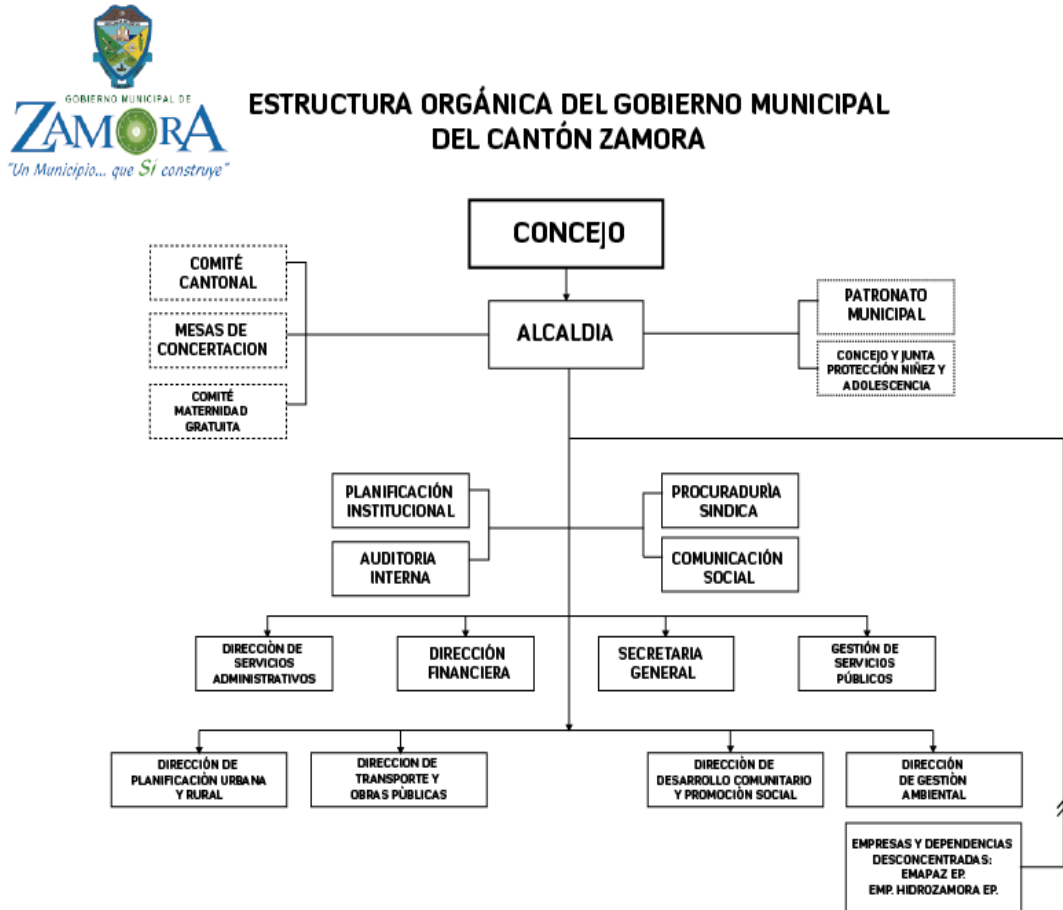 GOBIERNO MUNICIPAL DE
ZAMORA
"Un Municipio... que Sí construye"
ESTRUCTURA ORGÁNICA DEL GOBIERNO MUNICIPAL
DEL CANTÓN ZAMORA
CONCEJO
COMITÉ
CANTONAL
MESAS DE
CONCERTACION
COMITÉ
MATERNIDAD
GRATUITA
ALCALDIA
PATRONATO
MUNICIPAL
CONCEJO Y JUNTA
PROTECCIÓN NIÑEZ Y
ADOLESCENCIA
PLANIFICACIÓN
INSTITUCIONAL
AUDITORIA
INTERNA
PROCURADURÌA
SINDICA
COMUNICACIÓN
SOCIAL
DIRECCIÒN DE
SERVICIOS
ADMINISTRATIVOS
DIRECCIÓN
FINANCIERA
SECRETARIA
GENERAL
GESTIÓN DE
SERVICIOS
PÚBLICOS
DIRECCIÓN DE
PLANIFICACIÒN URBANA
Y RURAL
DIRECCION DE
TRANSPORTE Y
OBRAS PÙBLICAS
DIRECCIÒN DE
DESARROLLO COMUNITARIO
Y PROMOCIÓN SOCIAL
DIRECCIÓN
DE GESTIÒN
AMBIENTAL
EMPRESAS Y DEPENDENCIAS
DESCONCENTRADAS:
EMAPAZ EP.
EMP. HIDROZAMORA EP.